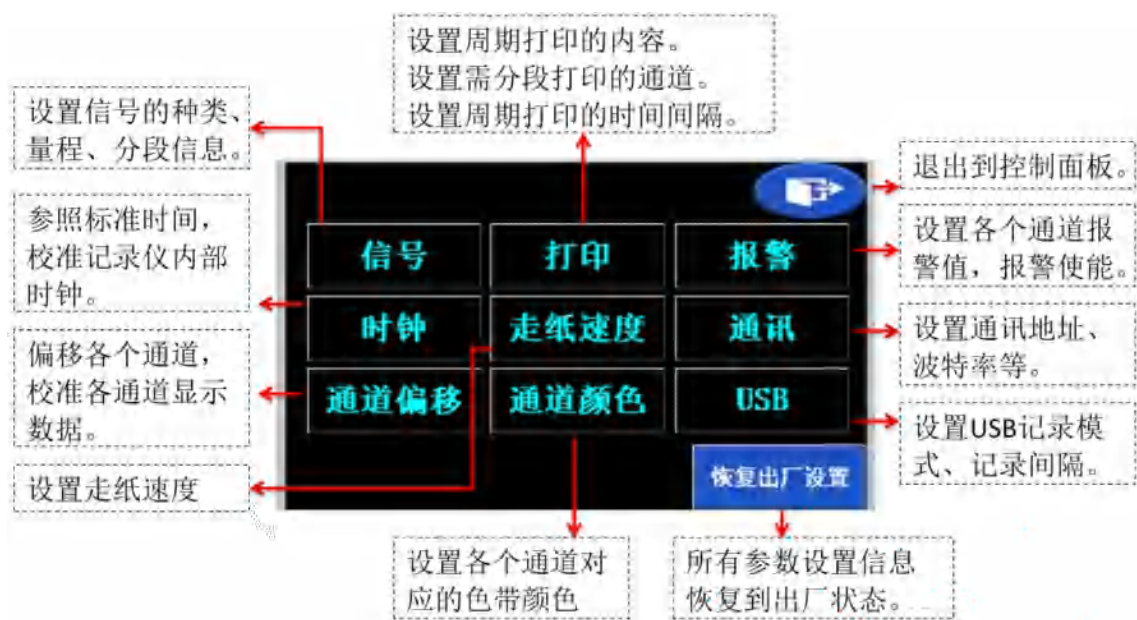 设置周期打印的内容。
设置需分段打印的通道。
设置周期打印的时间间隔。
设置信号的种类、
量程、分段信息。
退出到控制面板。
参照标准时间，
校准记录仪内部
时钟。
设置各个通道报
警值，报警使能。
信号 打印 报警
时钟 走纸速度 通讯
通道偏移 通道颜色 USB
恢复出厂设置
偏移各个通道，
校准各通道显示
数据。
设置通讯地址、
波特率等。
设置USB记录模
式、记录间隔。
设置走纸速度
设置各个通道对
应的色带颜色
所有参数设置信息
恢复到出厂状态。